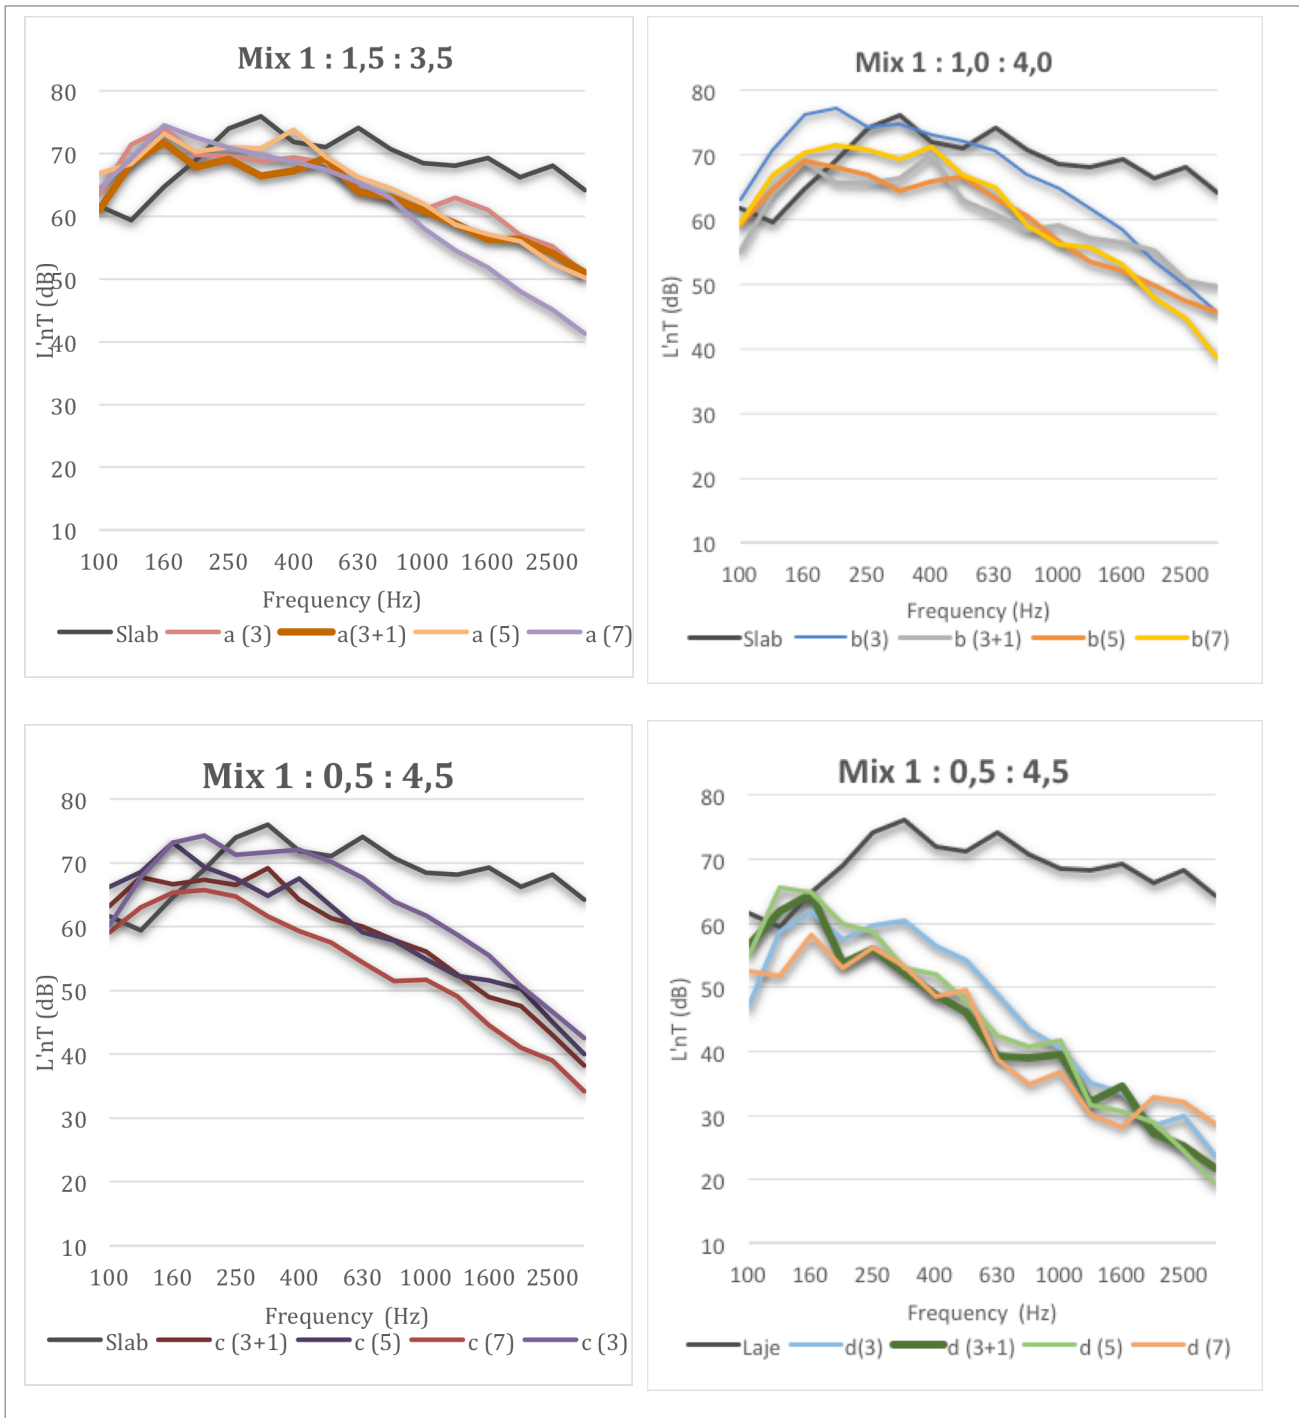 Mix 1 : 1,5 : 3,5
80
70
60
50
40
30
20
10
L'nT (dB)
100 160 250 400 630 1000 1600 2500
Frequency (Hz)
Slab a (3) a(3+1) a (5) a (7)
Mix 1 : 1,0 : 4,0
80
70
60
50
40
30
20
10
L'nT (dB)
100 160 250 400 630 1000 1600 2500
Frequency (Hz)
Slab b(3) b (3+1) b(5) b(7)
Mix 1 : 0,5 : 4,5
80
70
60
50
40
30
20
10
L'nT (dB)
100 160 250 400 630 1000 1600 2500
Frequency (Hz)
Slab c (3+1) c (5) c (7) c (3)
Mix 1 : 0,5 : 4,5
80
70
60
50
40
30
20
10
L'nT (dB)
100 160 250 400 630 1000 1600 2500
Frequency (Hz)
Laje d(3) d (3+1) d (5) d (7)